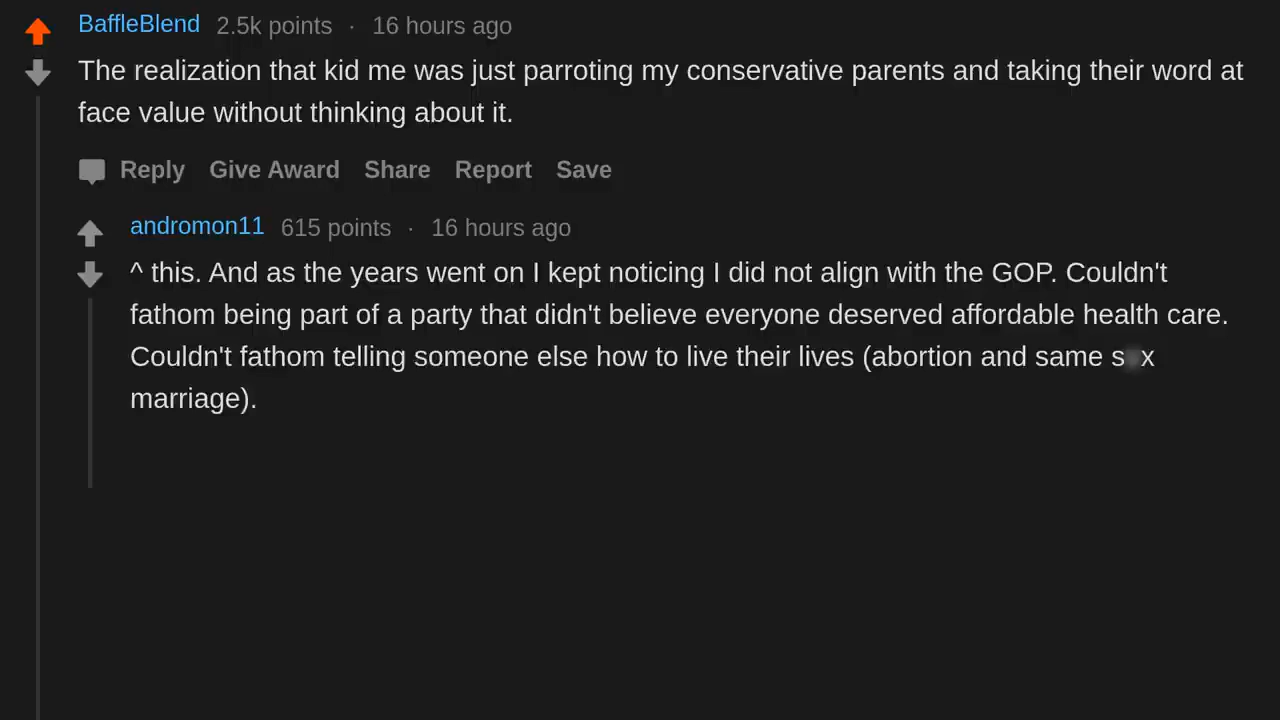 BaffleBlend 2.5k points · 16 hours ago
The realization that kid me was just parroting my conservative parents and taking their word at
face value without thinking about it.
Reply Give Award Share Report Save
andromon11 615 points · 16 hours ago
^ this. And as the years went on I kept noticing I did not align with the GOP. Couldn't
fathom being part of a party that didn't believe everyone deserved affordable health care.
Couldn't fathom telling someone else how to live their lives (abortion and same
marriage).